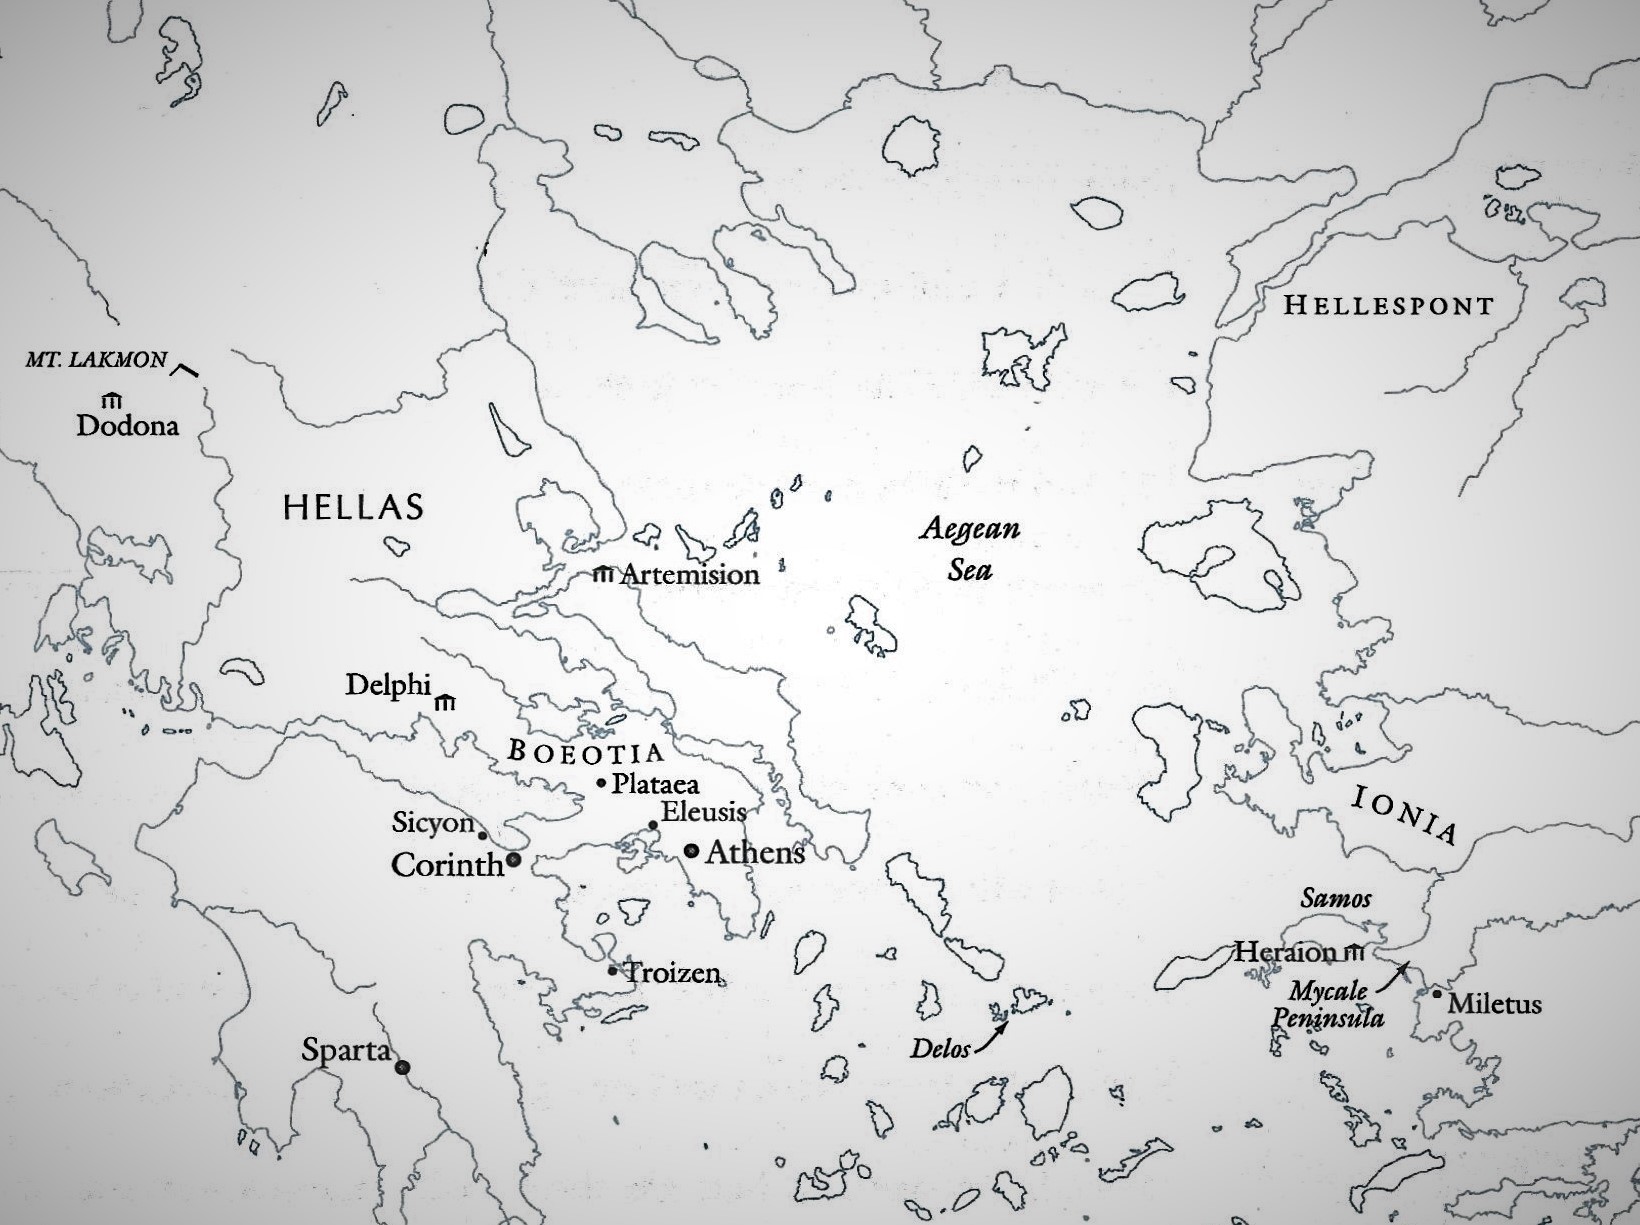 HELLESPONT
MT. LAKMON
Dodona
HELLAS
Aegean
Sea
Artemision
Delphi
BOEOTIA
Plataea
Eleusis
Sicyon
Corinth
Athens
IONIA
Samos
Heraion
Troizen
Mycale
Peninsula
Miletus
Delos
Sparta